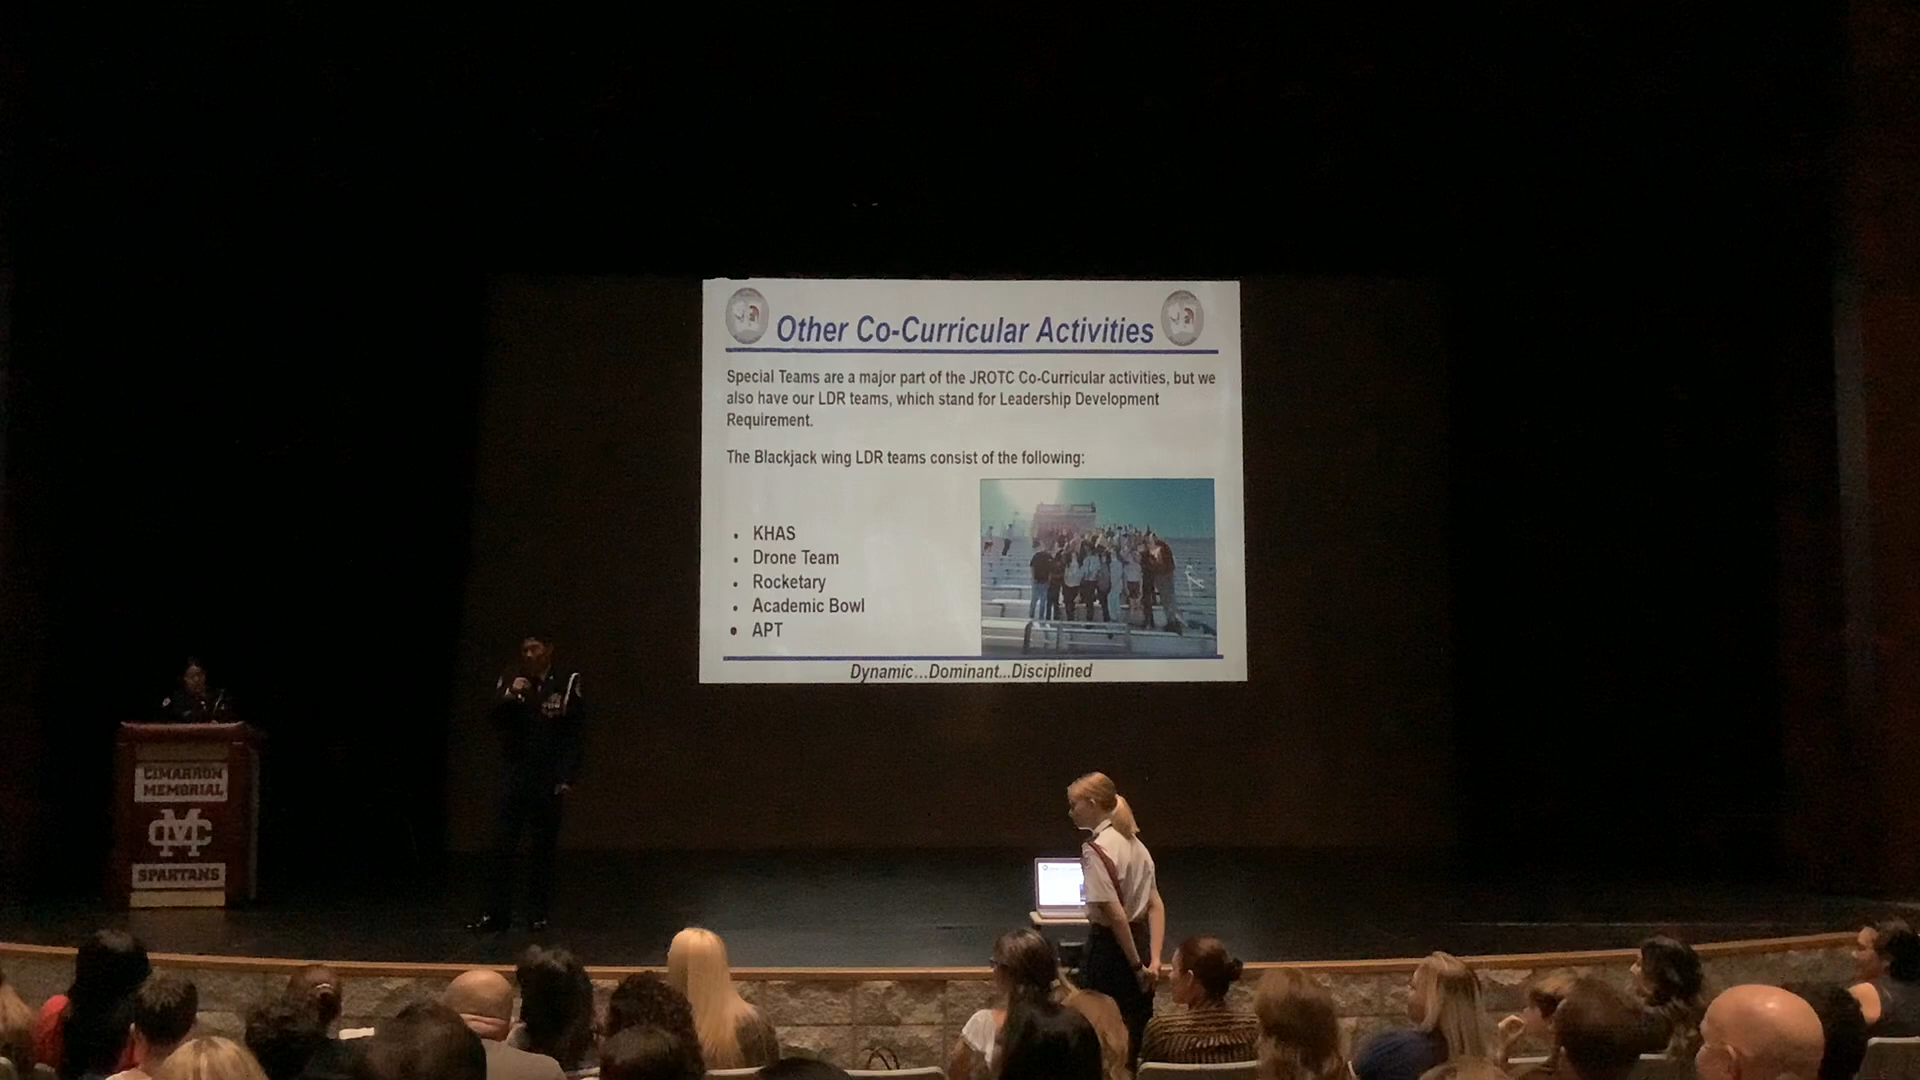 Other Co-Curricular Activities
Special Teams are a major part of the JROTC Co-Curricular activities, but we
also have our LDR teams, which stand for Leadership Development
Requirement.
The Blackjack wing LDR teams consist of the following:
• KHAS
• Drone Team
• Rocketary
• Academic Bowl
• APT
Dynamic...Dominant...Disciplined
CIMARRON
MEMORIAL
CM
SPARTANS